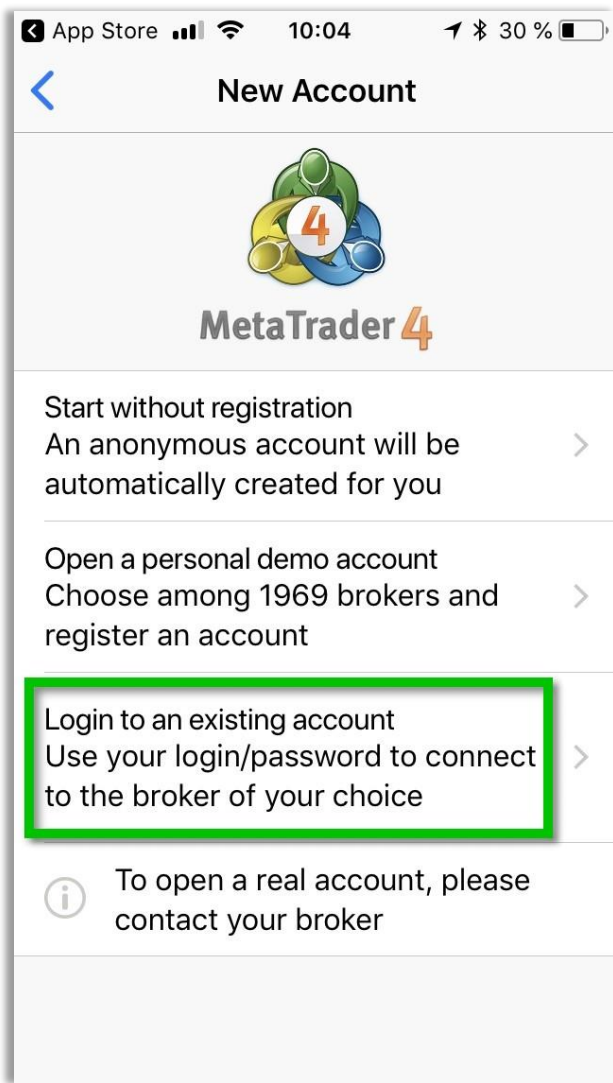 App Store 10:04 30 %
New Account
4
MetaTrader 4
Start without registration
An anonymous account will be
automatically created for you
Open a personal demo account
Choose among 1969 brokers and
register an account
Login to an existing account
Use your login/password to connect
to the broker of your choice
To open a real account, please
contact your broker